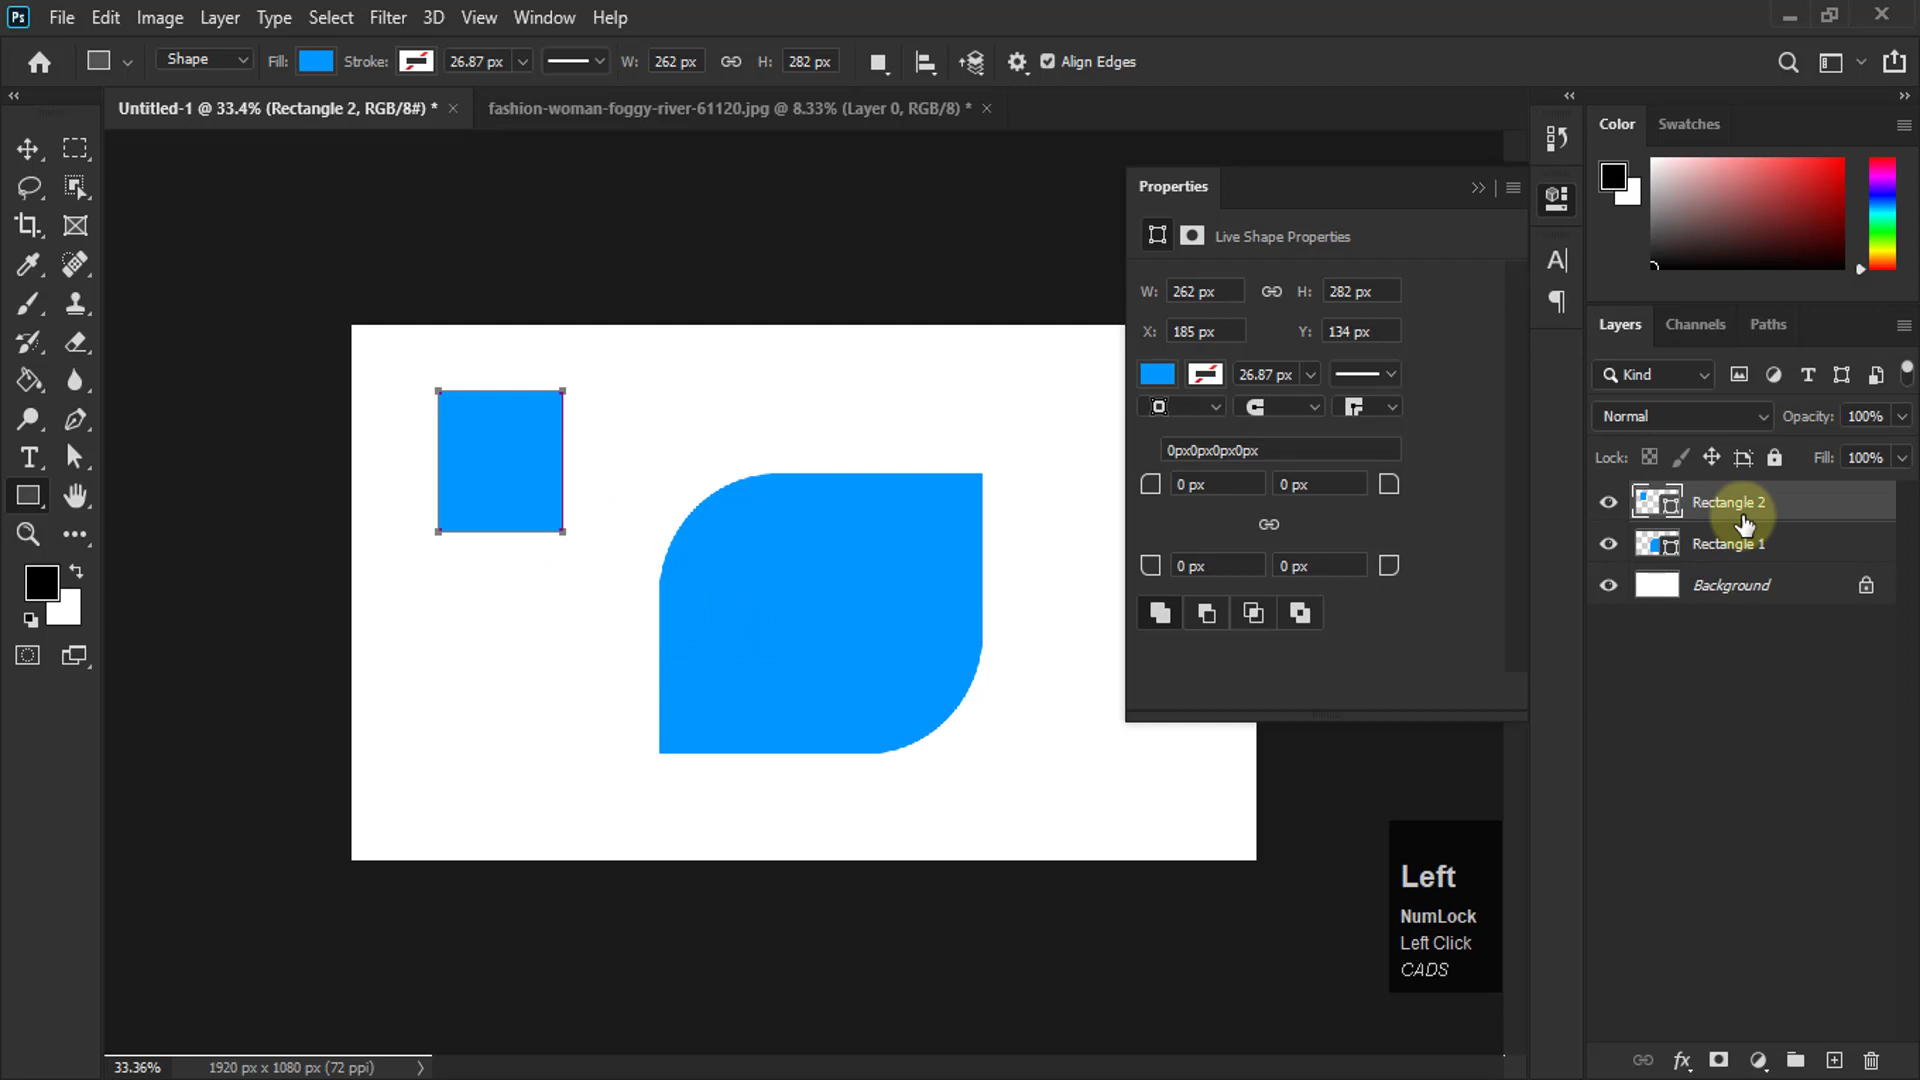 Ps File Edit Image Layer Type Select Filter 3D View Window Help
Shape Fill: Stroke: 26.87 px W: 262 px H: 282 px Align Edges
Untitled-1 @ 33.4% (Rectangle 2, RGB/8#) * fashion-woman-foggy-river-61120.jpg @ 8.33% (Layer 0, RGB/8) *
Color Swatches
Properties
Live Shape Properties
W: 262 px H: 282 px
X: 185 px Y: 134 px
26.87 px
0px0px0px0px
0 px 0 px
0 px 0 px
Layers Channels Paths
Kind
Normal Opacity: 100%
Lock: Fill: 100%
Rectangle 2
Rectangle 1
Background
Left
NumLock
Left Click
CADS
33.36% 1920 px x 1080 px (72 ppi)